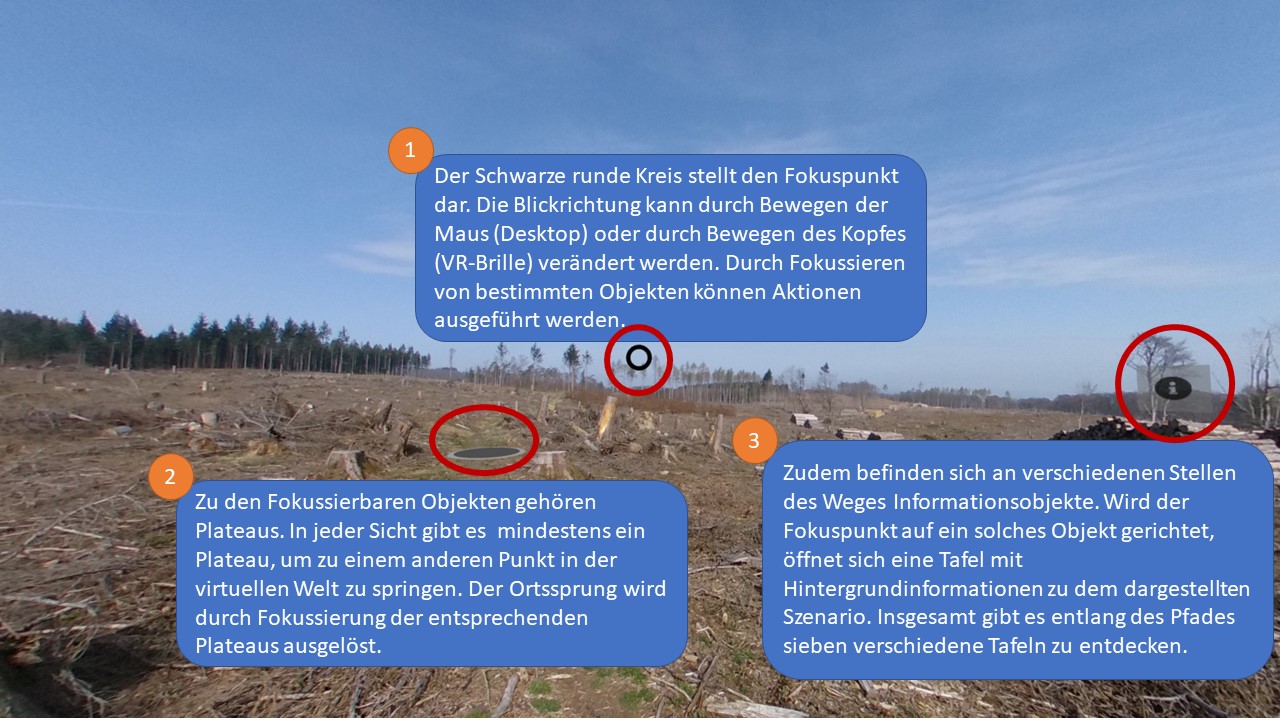 1
Der Schwarze runde Kreis stellt den Fokuspunkt
dar. Die Blickrichtung kann durch Bewegen der
Maus (Desktop) oder durch Bewegen des Kopfes
(VR-Brille) verändert werden. Durch Fokussieren
von bestimmten Objekten können Aktionen
ausgeführt werden.
2
Zu den Fokussierbaren Objekten gehören
Plateaus. In jeder Sicht gibt es  mindestens ein
Plateau, um zu einem anderen Punkt in der
virtuellen Welt zu springen. Der Ortssprung wird
durch Fokussierung der entsprechenden
Plateaus ausgelöst.
3
Zudem befinden sich an verschiedenen Stellen
des Weges Informationsobjekte. Wird der
Fokuspunkt auf ein solches Objekt gerichtet,
öffnet sich eine Tafel mit
Hintergrundinformationen zu dem dargestellten
Szenario. Insgesamt gibt es entlang des Pfades
sieben verschiedene Tafeln zu entdecken.
i